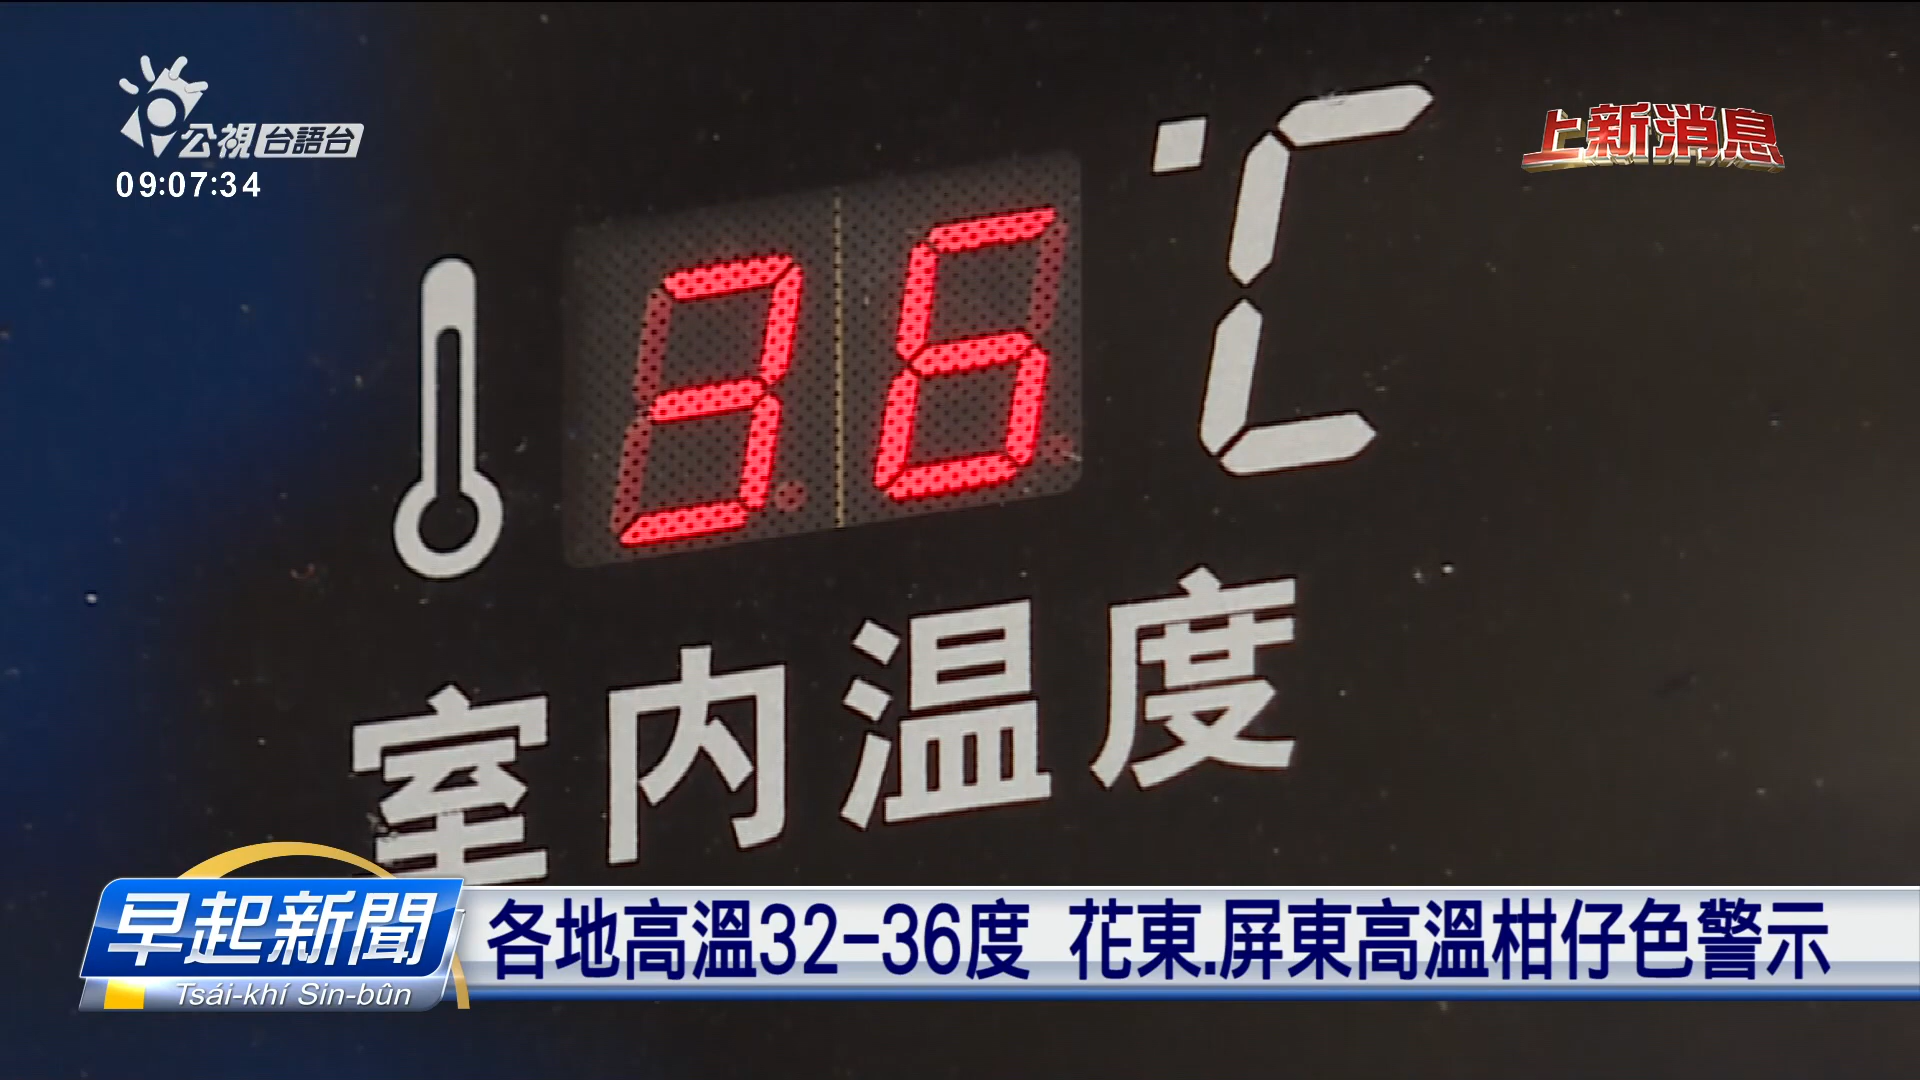 公視台語台
09:07:34
上新消息
36
℃
室内温度
早起新聞
Tsái-khí Sin-bûn
各地高溫32-36度 花東.屏東高溫柑仔色警示